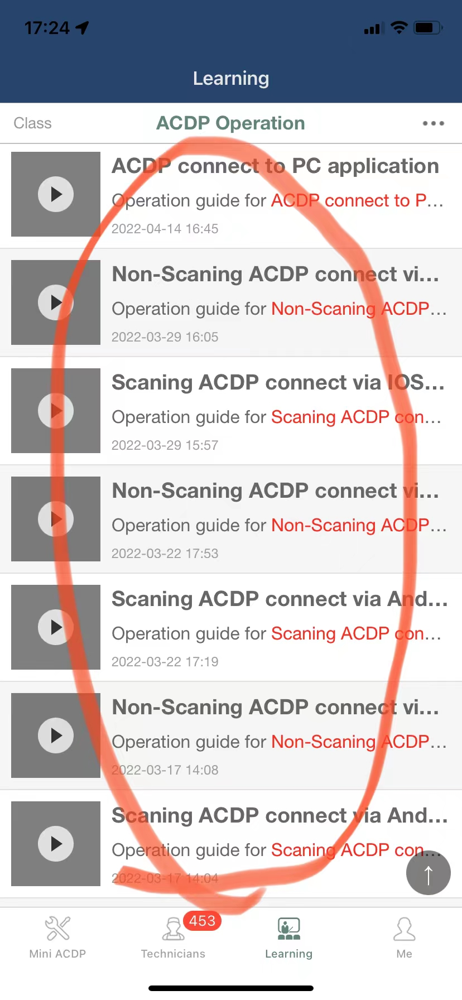 17:24
Learning
Class
ACDP Operation
ACDP connect to PC application
Operation guide for ACDP connect to P...
2022-04-14 16:45
Non-Scaning ACDP connect vi...
Operation guide for Non-Scaning ACDP...
2022-03-29 16:05
Scaning ACDP connect via IOS...
Operation guide for Scaning ACDP con...
2022-03-29 15:57
Non-Scaning ACDP connect vi...
Operation guide for Non-Scaning ACDP...
2022-03-22 17:53
Scaning ACDP connect via And...
Operation guide for Scaning ACDP con...
2022-03-22 17:19
Non-Scaning ACDP connect vi...
Operation guide for Non-Scaning ACDP...
2022-03-17 14:08
Scaning ACDP connect via And...
Operation guide for Scaning ACDP con...
2022-03-17 14:04
453
Mini ACDP
Technicians
Learning
Me